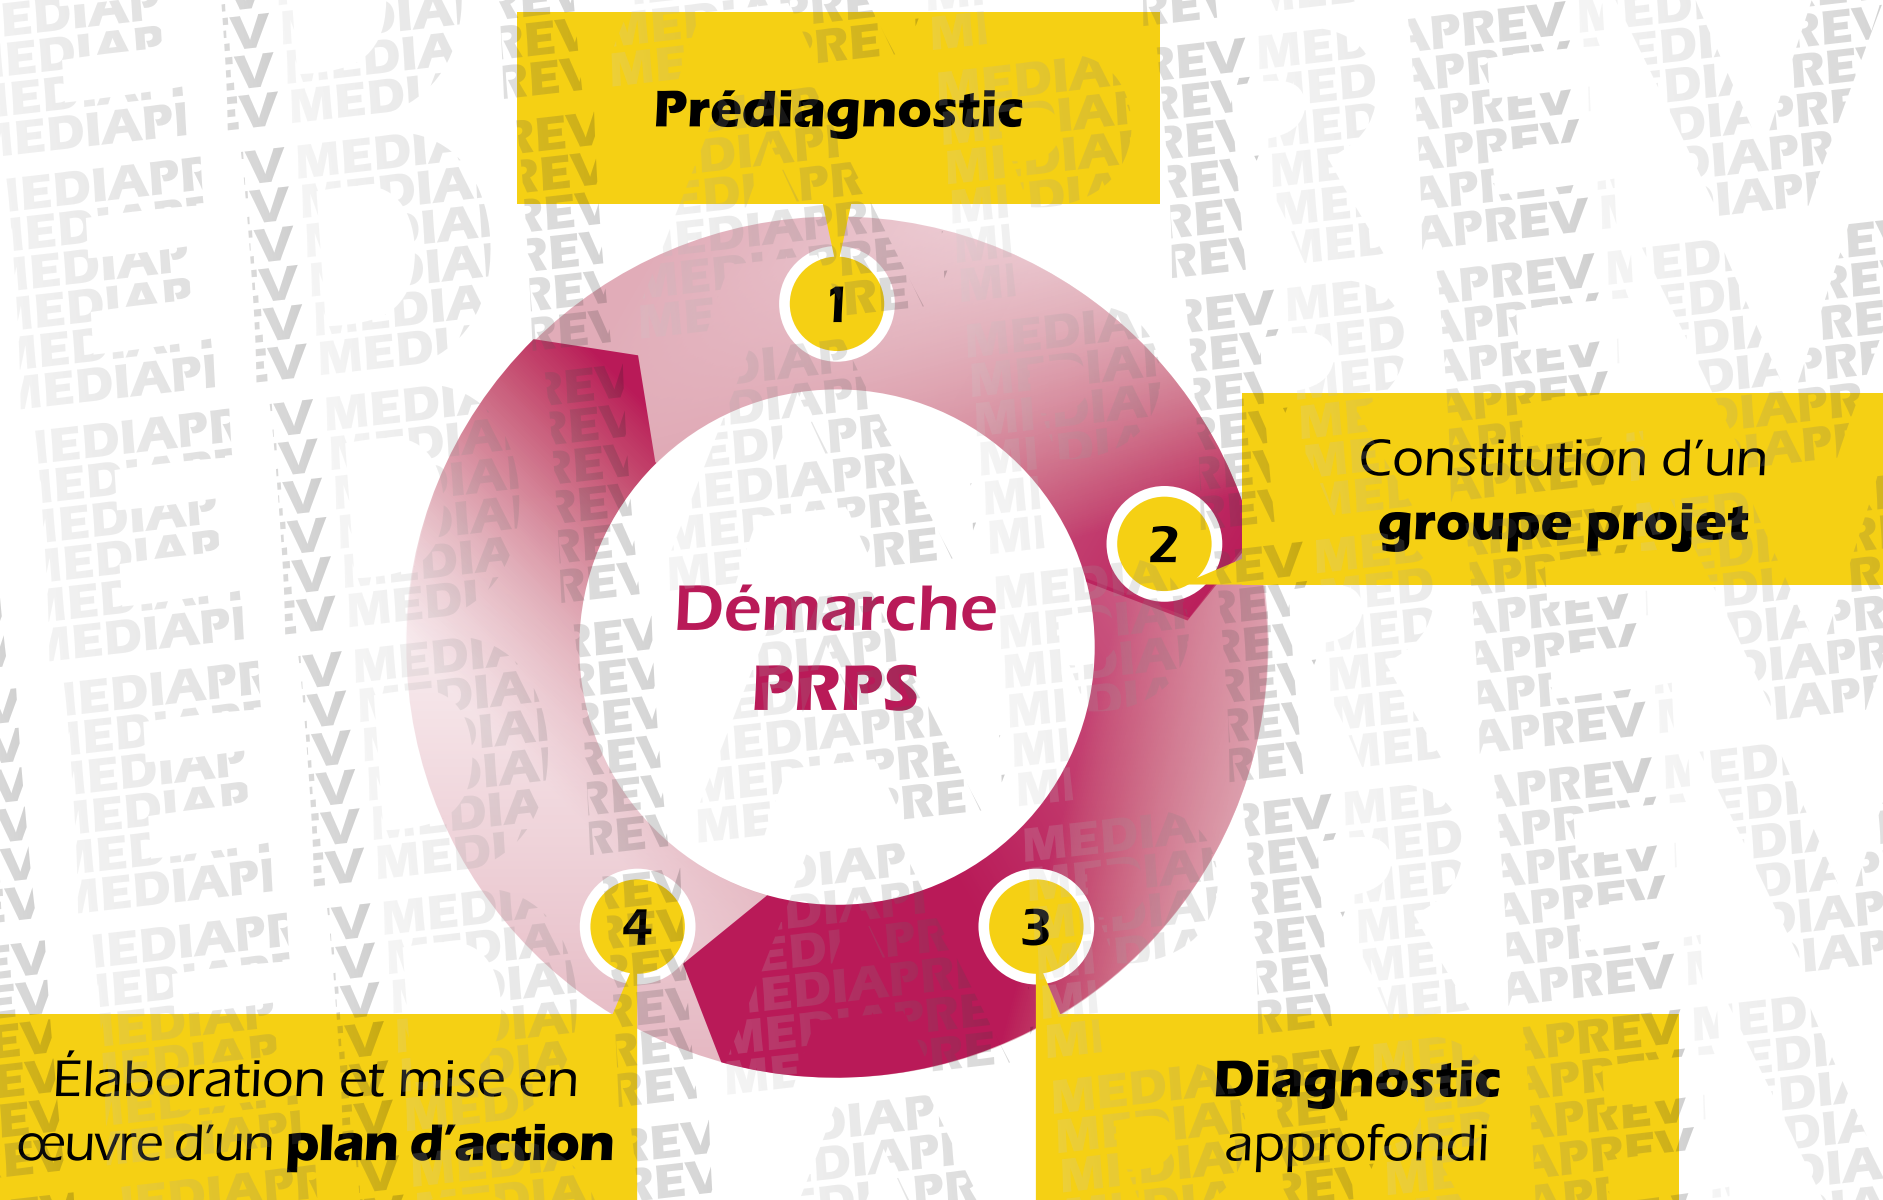 Prédiagnostic
1
Constitution d’un
groupe projet
2
Démarche
PRPS
4
3
Élaboration et mise en
œuvre d’un plan d’action
Diagnostic
approfondi